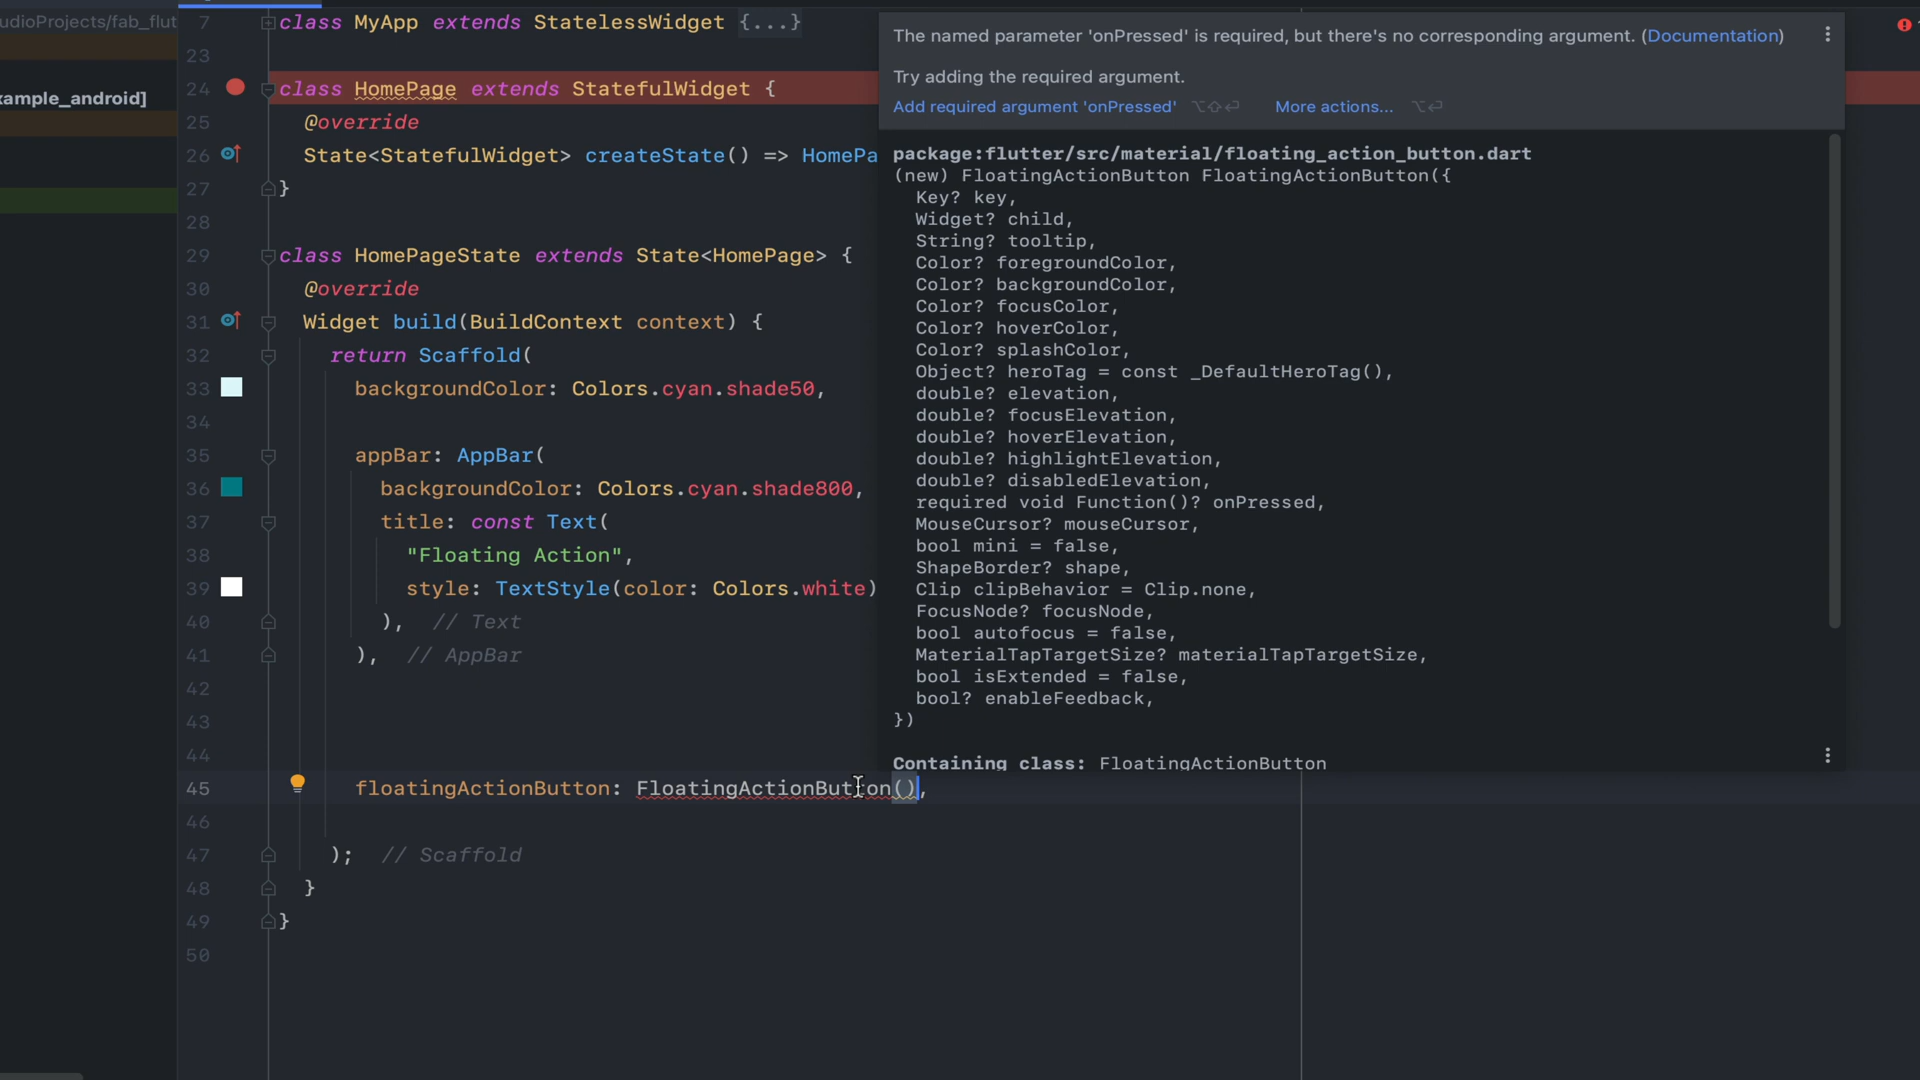 udioProjects/fab_flut
xample_android]
7 class MyApp extends StatelessWidget {...}
23
24 class HomePage extends StatefulWidget {
25 @override
26 State<StatefulWidget> createState() => HomePa
27 }
28
29 class HomePageState extends State<HomePage> {
30 @override
31 Widget build(BuildContext context) {
32 return Scaffold(
33 backgroundColor: Colors.cyan.shade50,
34
35 appBar: AppBar(
36 backgroundColor: Colors.cyan.shade800,
37 title: const Text(
38 "Floating Action",
39 style: TextStyle(color: Colors.white)
40 ), // Text
41 ), // AppBar
42
43
44
45 floatingActionButton: FloatingActionButton(),
46
47 ); // Scaffold
48 }
49 }
50
The named parameter 'onPressed' is required, but there's no corresponding argument. (Documentation)
Try adding the required argument.
Add required argument 'onPressed' ⌥⇧⏎ More actions... ⌥⏎
package:flutter/src/material/floating_action_button.dart
(new) FloatingActionButton FloatingActionButton({
Key? key,
Widget? child,
String? tooltip,
Color? foregroundColor,
Color? backgroundColor,
Color? focusColor,
Color? hoverColor,
Color? splashColor,
Object? heroTag = const _DefaultHeroTag(),
double? elevation,
double? focusElevation,
double? hoverElevation,
double? highlightElevation,
double? disabledElevation,
required void Function()? onPressed,
MouseCursor? mouseCursor,
bool mini = false,
ShapeBorder? shape,
Clip clipBehavior = Clip.none,
FocusNode? focusNode,
bool autofocus = false,
MaterialTapTargetSize? materialTapTargetSize,
bool isExtended = false,
bool? enableFeedback,
})
Containing class: FloatingActionButton